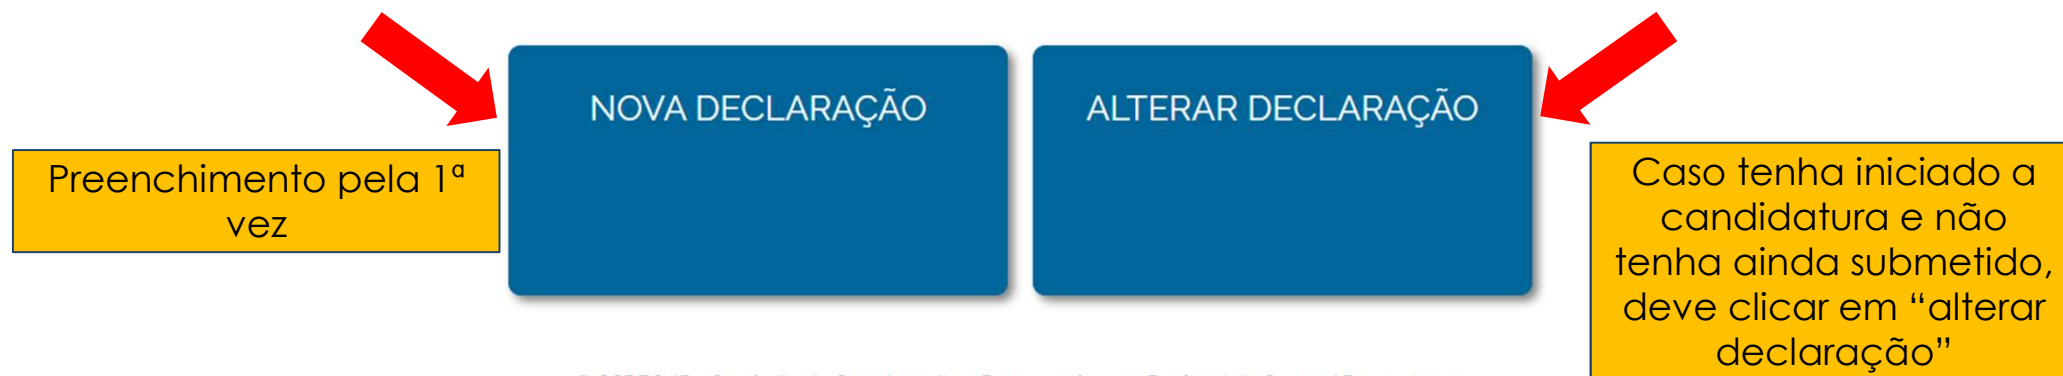 NOVA DECLARAÇÃO
ALTERAR DECLARAÇÃO
Preenchimento pela 1ª
vez
Caso tenha iniciado a
candidatura e não
tenha ainda submetido,
deve clicar em “alterar
declaração”